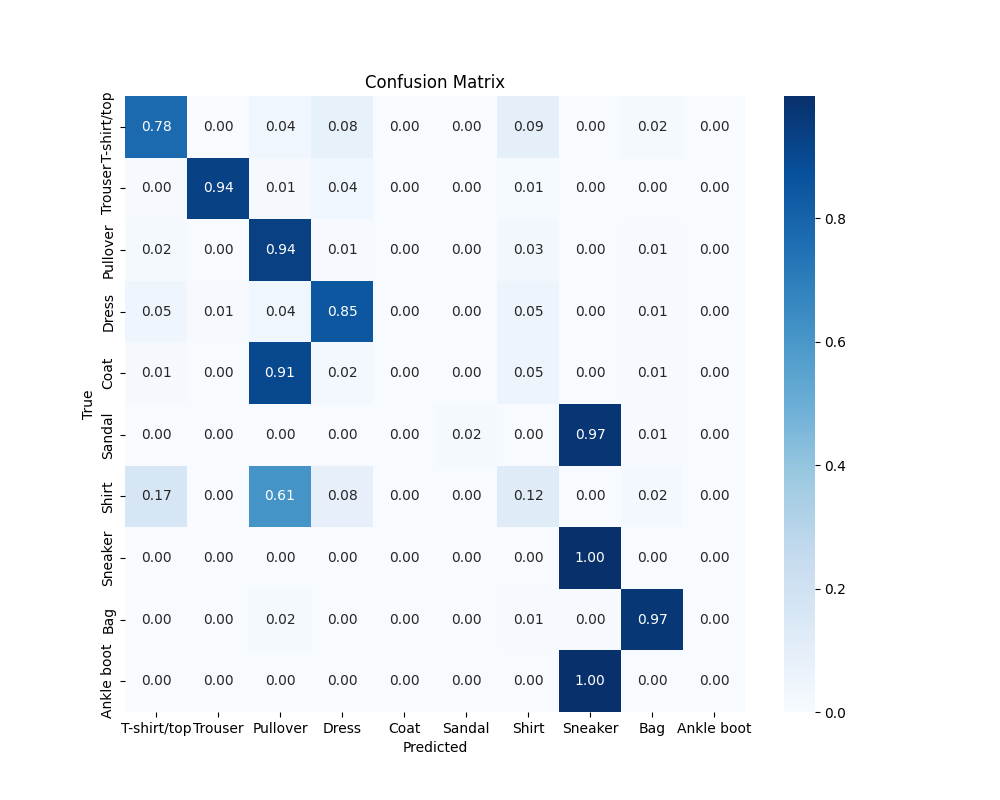 Confusion Matrix
T-shirt/top 0.78 0.00 0.04 0.08 0.00 0.00 0.09 0.00 0.02 0.00
Trouser 0.00 0.94 0.01 0.04 0.00 0.00 0.01 0.00 0.00 0.00
Pullover 0.02 0.00 0.94 0.01 0.00 0.00 0.03 0.00 0.01 0.00
Dress 0.05 0.01 0.04 0.85 0.00 0.00 0.05 0.00 0.01 0.00
Coat 0.01 0.00 0.91 0.02 0.00 0.00 0.05 0.00 0.01 0.00
Sandal 0.00 0.00 0.00 0.00 0.00 0.02 0.00 0.97 0.01 0.00
Shirt 0.17 0.00 0.61 0.08 0.00 0.00 0.12 0.00 0.02 0.00
Sneaker 0.00 0.00 0.00 0.00 0.00 0.00 0.00 1.00 0.00 0.00
Bag 0.00 0.00 0.02 0.00 0.00 0.00 0.01 0.00 0.97 0.00
Ankle boot 0.00 0.00 0.00 0.00 0.00 0.00 0.00 1.00 0.00 0.00
True
T-shirt/top Trouser Pullover Dress Coat Sandal Shirt Sneaker Bag Ankle boot
Predicted
0.8
0.6
0.4
0.2
0.0